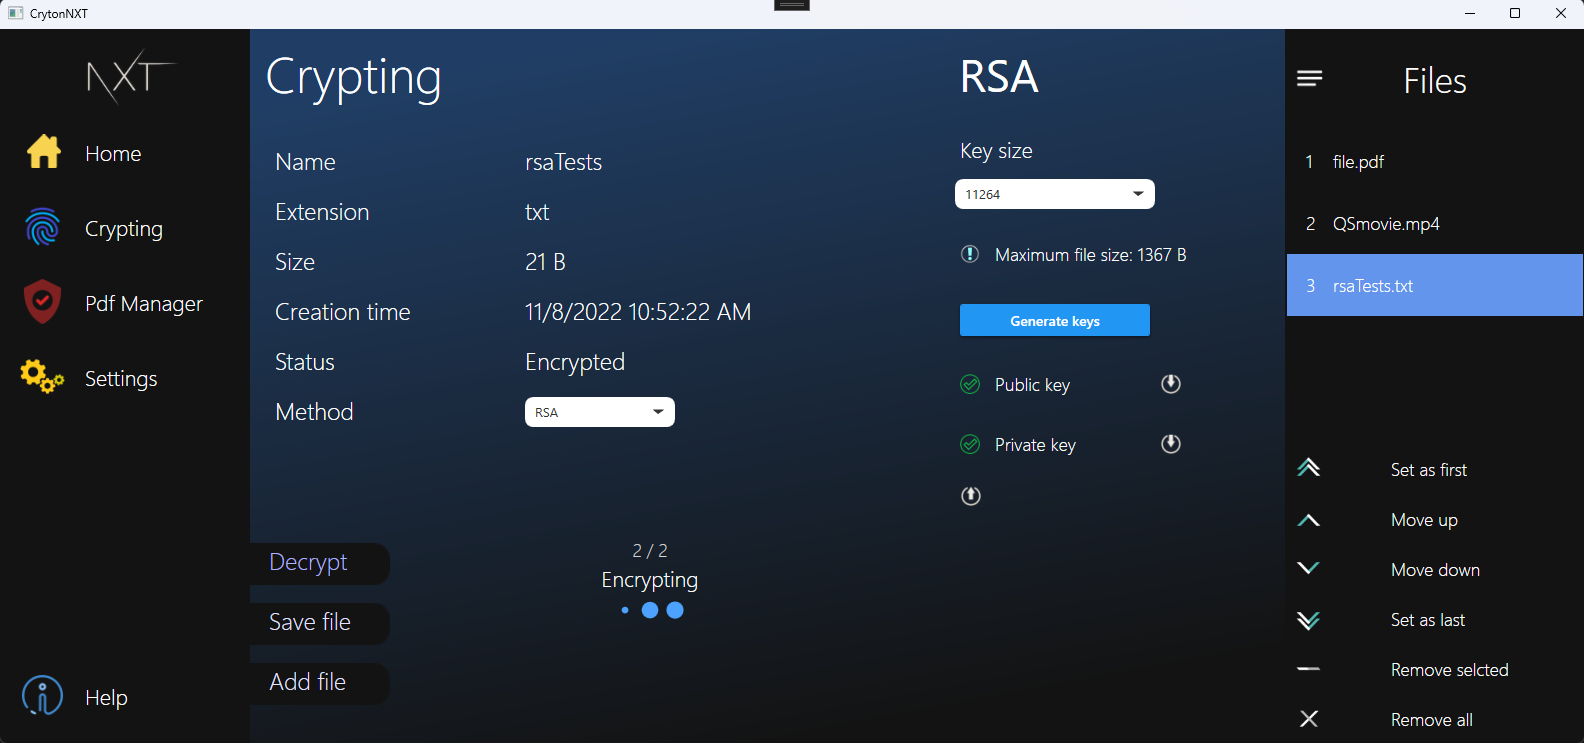 CrytonNXT
NXT
Home
Crypting
Pdf Manager
Settings
Help
Crypting
Name rsaTests
Extension txt
Size 21 B
Creation time 11/8/2022 10:52:22 AM
Status Encrypted
Method RSA
Decrypt
Save file
Add file
2 / 2
Encrypting
RSA
Key size
11264
Maximum file size: 1367 B
Generate keys
Public key
Private key
Files
1 file.pdf
2 QSmovie.mp4
3 rsaTests.txt
Set as first
Move up
Move down
Set as last
Remove selcted
Remove all